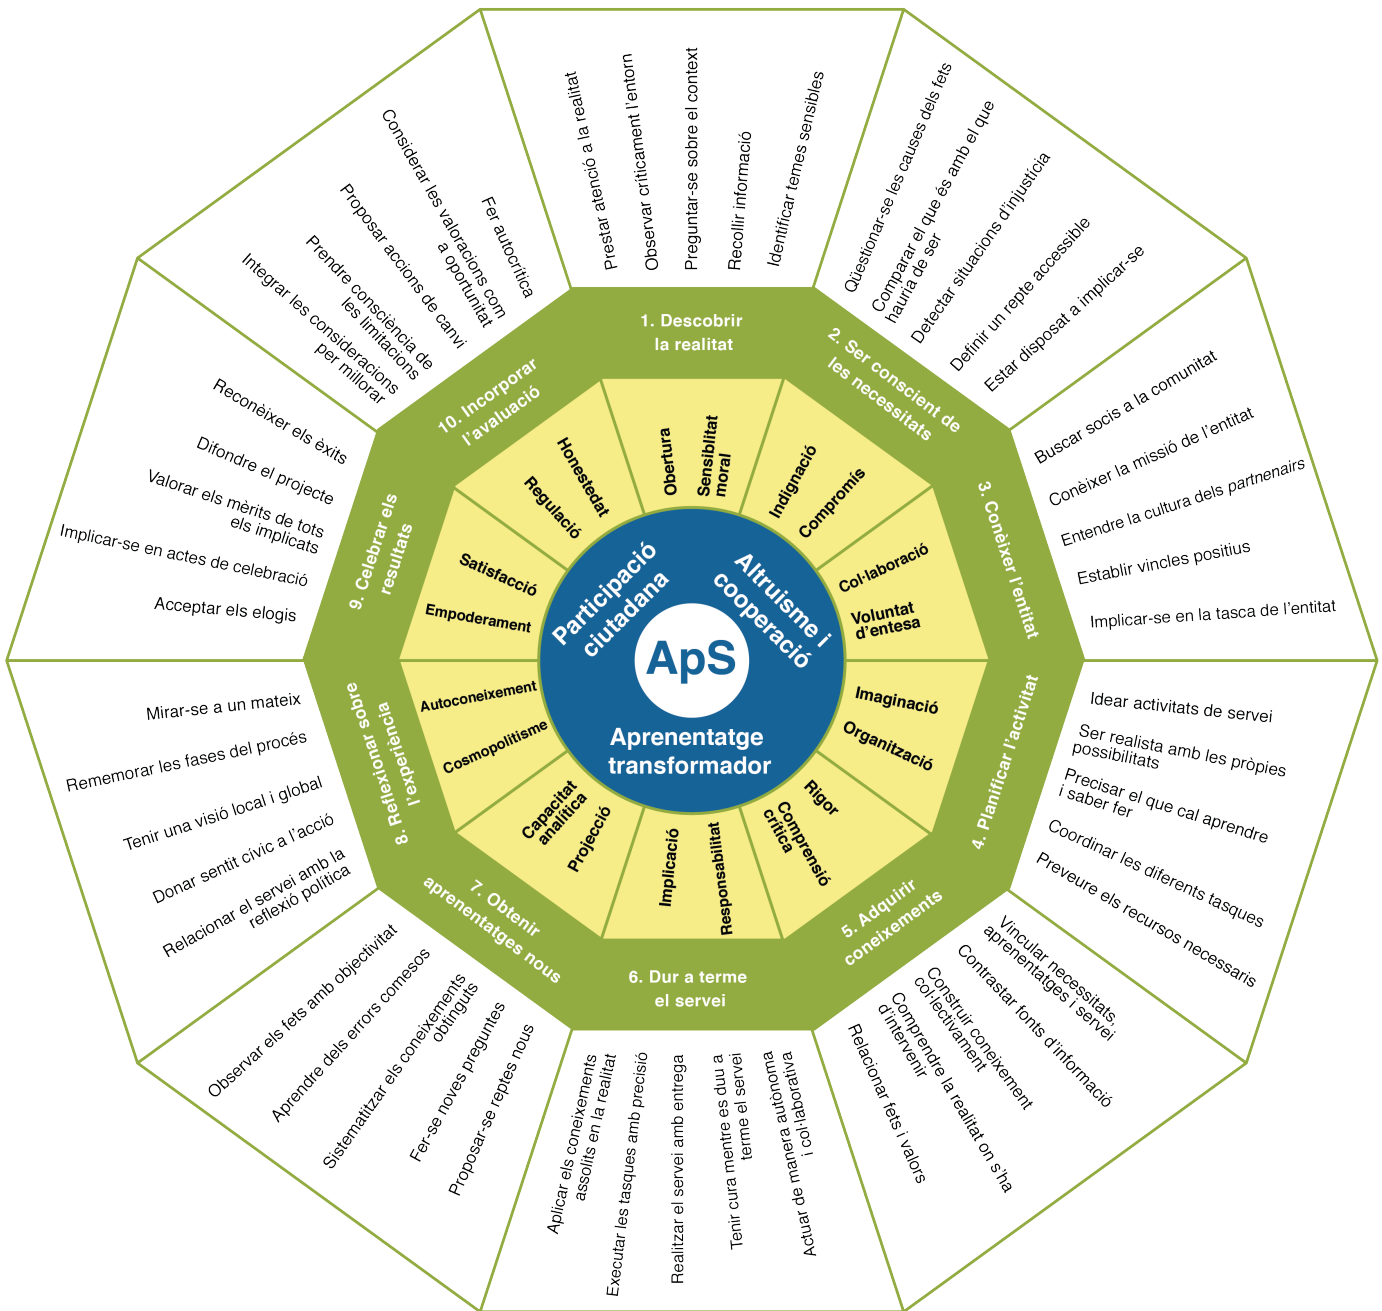 ApS
Participació
ciutadana
Altruisme i
cooperació
Aprenentatge
transformador
1. Descobrir
la realitat
Obertura
Sensiblitat
moral
Prestar atenció a la realitat
Observar críticament l’entorn
Preguntar-se sobre el context
Recollir informació
Identificar temes sensibles
2. Ser conscient de
les necessitats
Indignació
Compromís
Qüestionar-se les causes dels fets
Comparar el que és amb el que
hauria de ser
Detectar situacions d’injustícia
Definir un repte accessible
Estar disposat a implicar-se
3. Conèixer l’entitat
Col·laboració
Voluntat
d’entesa
Buscar socis a la comunitat
Conèixer la missió de l’entitat
Entendre la cultura dels partnenairs
Establir vincles positius
Implicar-se en la tasca de l’entitat
4. Planificar l’activitat
Imaginació
Organització
Idear activitats de servei
Ser realista amb les pròpies
possibilitats
Precisar el que cal aprendre
i saber fer
Coordinar les diferents tasques
Preveure els recursos necessaris
5. Adquirir
coneixements
Rigor
Comprensió
crítica
Vincular necessitats,
aprenentatges i servei
Contrastar fonts d’informació
Construir coneixement
col·lectivament
Comprendre la realitat on s’ha
d’intervenir
Relacionar fets i valors
6. Dur a terme
el servei
Implicació
Responsabilitat
Aplicar els coneixements
assolits en la realitat
Executar les tasques amb precisió
Realitzar el servei amb entrega
Tenir cura mentre es duu a
terme el servei
Actuar de manera autònoma
i col·laborativa
7. Obtenir
aprenentatges nous
Capacitat
analítica
Projecció
Observar els fets amb objectivitat
Aprendre dels errors comesos
Sistematitzar els coneixements
obtinguts
Fer-se noves preguntes
Proposar-se reptes nous
8. Reflexionar sobre
l’experiència
Autoconeixement
Cosmopolitisme
Mirar-se a un mateix
Rememorar les fases del procés
Tenir una visió local i global
Donar sentit cívic a l’acció
Relacionar el servei amb la
reflexió política
9. Celebrar els
resultats
Satisfacció
Empoderament
Reconèixer els èxits
Difondre el projecte
Valorar els mèrits de tots
els implicats
Implicar-se en actes de celebració
Acceptar els elogis
10. Incorporar
l’avaluació
Honestedat
Regulació
Fer autocrítica
Considerar les valoracions com
a oportunitat
Proposar accions de canvi
Prendre consciència de
les limitacions
Integrar les consideracions
per millorar